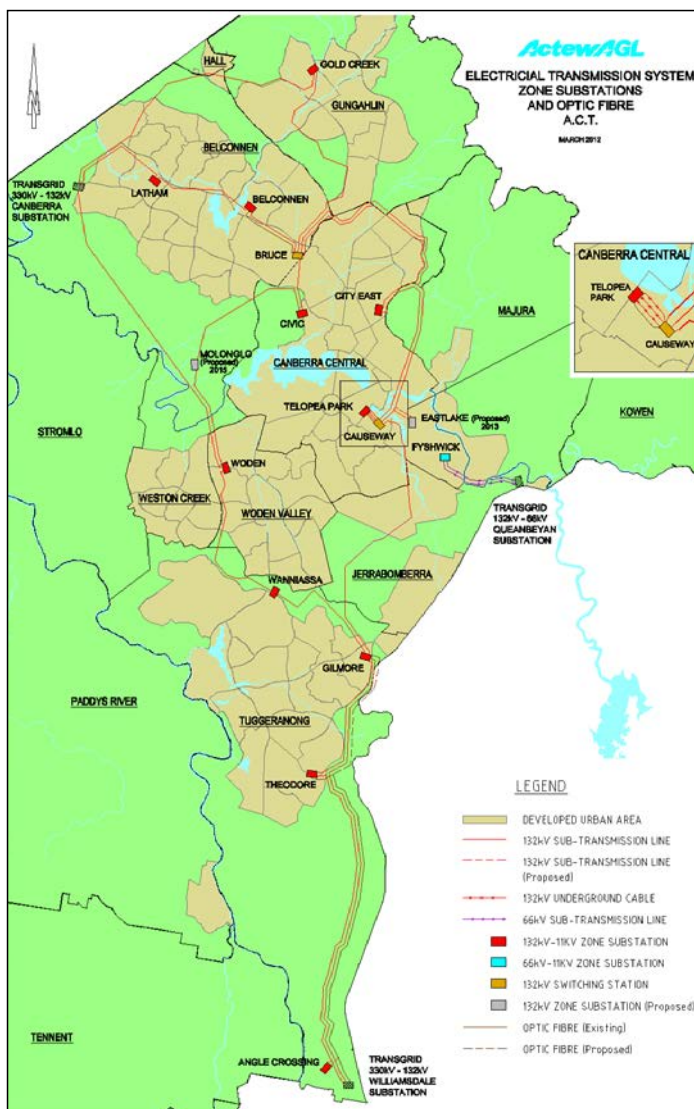 ActewAGL
ELECTRICIAL TRANSMISSION SYSTEM
ZONE SUBSTATIONS
AND OPTIC FIBRE
A.C.T.
MARCH 2012
HALL
GOLD CREEK
GUNGAHLIN
BELCONNEN
TRANSGRID
330kV - 132kV
CANBERRA
SUBSTATION
LATHAM
BELCONNEN
BRUCE
CANBERRA CENTRAL
TELOPEA
PARK
CAUSEWAY
CITY EAST
MAJURA
CIVIC
MOLONGLO
(Proposed)
2015
CANBERRA CENTRAL
TELOPEA PARK
EASTLAKE (Proposed)
2013
CAUSEWAY
KOWEN
STROMLO
FYSHWICK
WODEN
WESTON CREEK
WODEN VALLEY
TRANSGRID
132kV - 66kV
QUEANBEYAN
SUBSTATION
JERRABOMBERRA
WANNIASSA
GILMORE
PADDYS RIVER
TUGGERANONG
THEODORE
LEGEND
DEVELOPED URBAN AREA
132kV SUB-TRANSMISSION LINE
132kV SUB-TRANSMISSION LINE
(Proposed)
132kV UNDERGROUND CABLE
66kV SUB-TRANSMISSION LINE
132kV-11KV ZONE SUBSTATION
66kV-11KV ZONE SUBSTATION
132kV SWITCHING STATION
132kV ZONE SUBSTATION (Proposed)
OPTIC FIBRE (Existing)
OPTIC FIBRE (Proposed)
TENNENT
ANGLE CROSSING
TRANSGRID
330kV - 132kV
WILLIAMSDALE
SUBSTATION